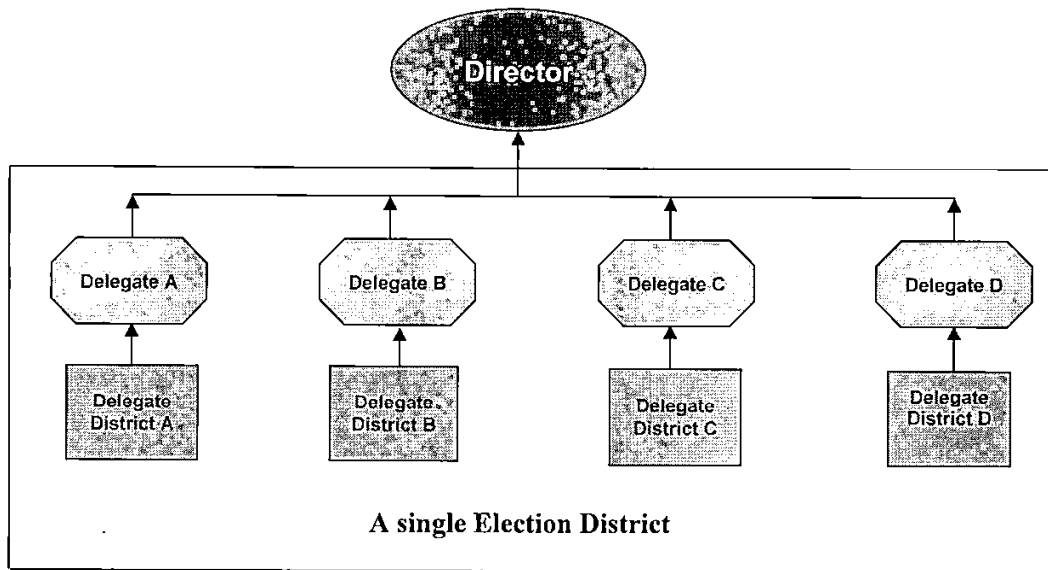 Director
Delegate A
Delegate B
Delegate C
Delegate D
Delegate
District A
Delegate
District B
Delegate
District C
Delegate
District D
A single Election District